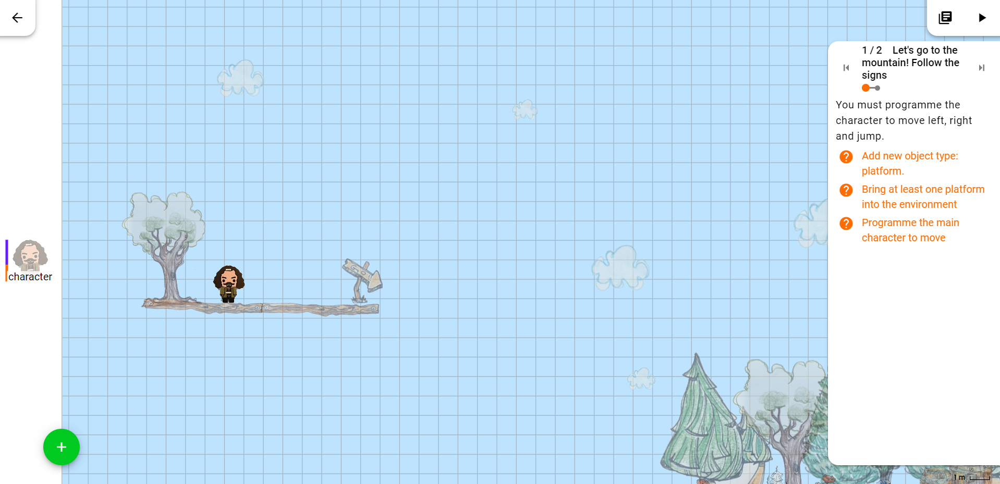 1 / 2 Let's go to the
mountain! Follow the
signs
You must programme the
character to move left, right
and jump.
Add new object type:
platform.
Bring at least one platform
into the environment
Programme the main
character to move
character
1 m